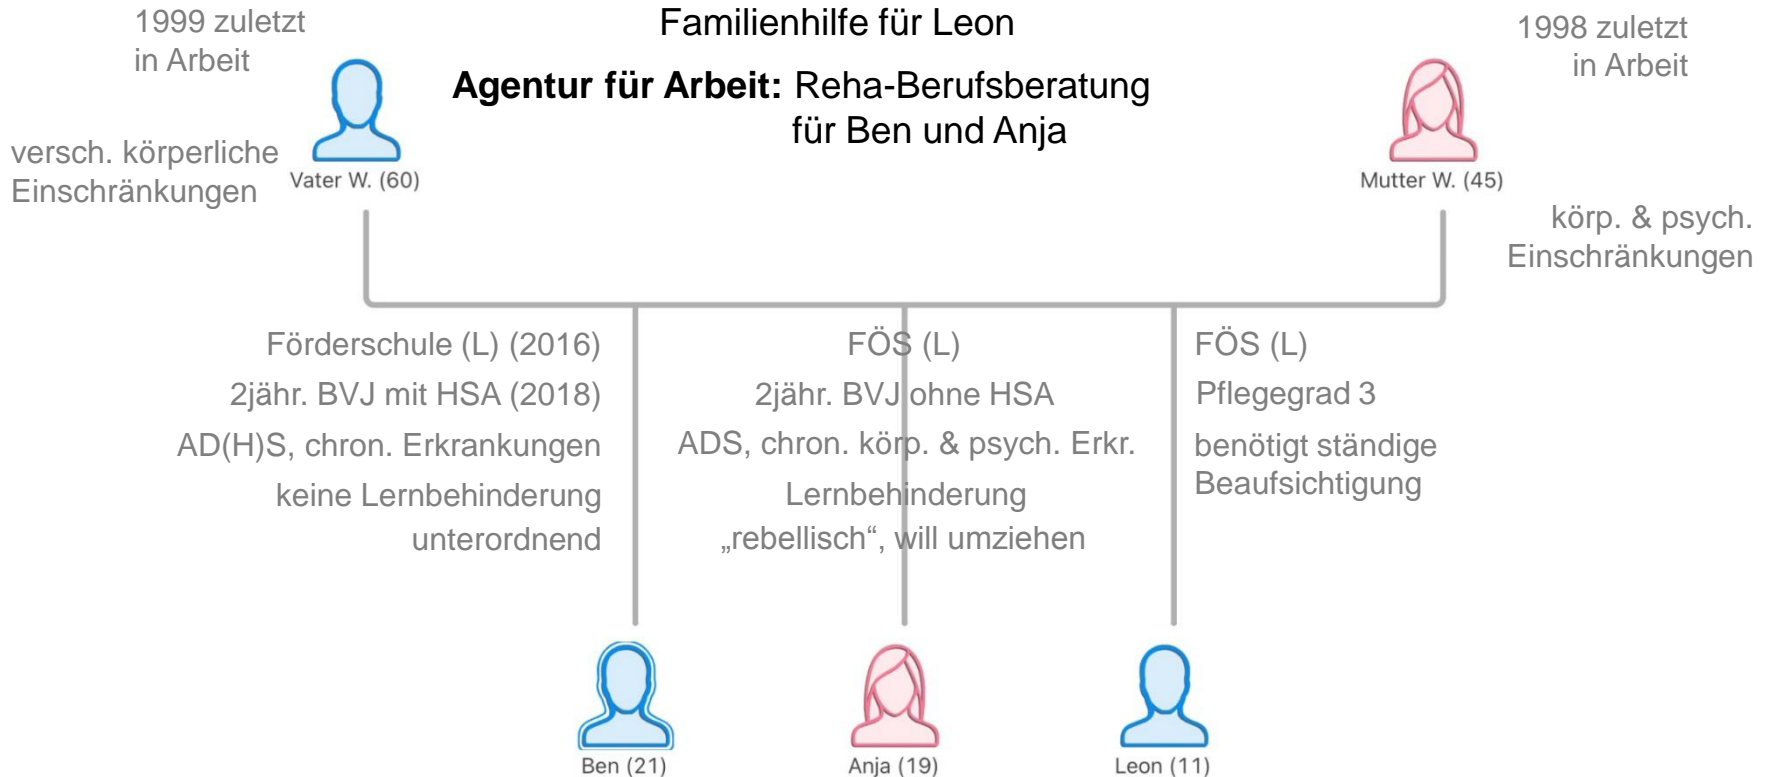 1999 zuletzt
in Arbeit
Familienhilfe für Leon
Agentur für Arbeit: Reha-Berufsberatung
für Ben und Anja
1998 zuletzt
in Arbeit
versch. körperliche
Einschränkungen
Vater W. (60)
Mutter W. (45)
körp. & psych.
Einschränkungen
Förderschule (L) (2016)
2jähr. BVJ mit HSA (2018)
AD(H)S, chron. Erkrankungen
keine Lernbehinderung
unterordnend
FÖS (L)
2jähr. BVJ ohne HSA
ADS, chron. körp. & psych. Erkr.
Lernbehinderung
„rebellisch“, will umziehen
FÖS (L)
Pflegegrad 3
benötigt ständige
Beaufsichtigung
Ben (21)
Anja (19)
Leon (11)